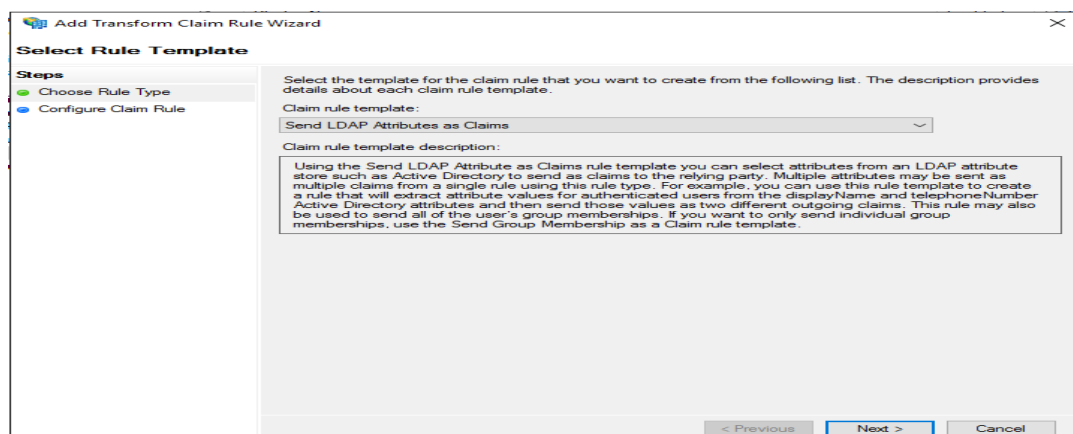 Add Transform Claim Rule Wizard
Select Rule Template
Steps
Choose Rule Type
Configure Claim Rule
Select the template for the claim rule that you want to create from the following list. The description provides
details about each claim rule template.
Claim rule template:
Send LDAP Attributes as Claims
Claim rule template description:
Using the Send LDAP Attribute as Claims rule template you can select attributes from an LDAP attribute
store such as Active Directory to send as claims to the relying party. Multiple attributes may be sent as
multiple claims from a single rule using this rule type. For example, you can use this rule template to create
a rule that will extract attribute values for authenticated users from the displayName and telephoneNumber
Active Directory attributes and then send those values as two different outgoing claims. This rule may also
be used to send all of the user's group memberships. If you want to only send individual group
memberships, use the Send Group Membership as a Claim rule template.
< Previous
Next >
Cancel